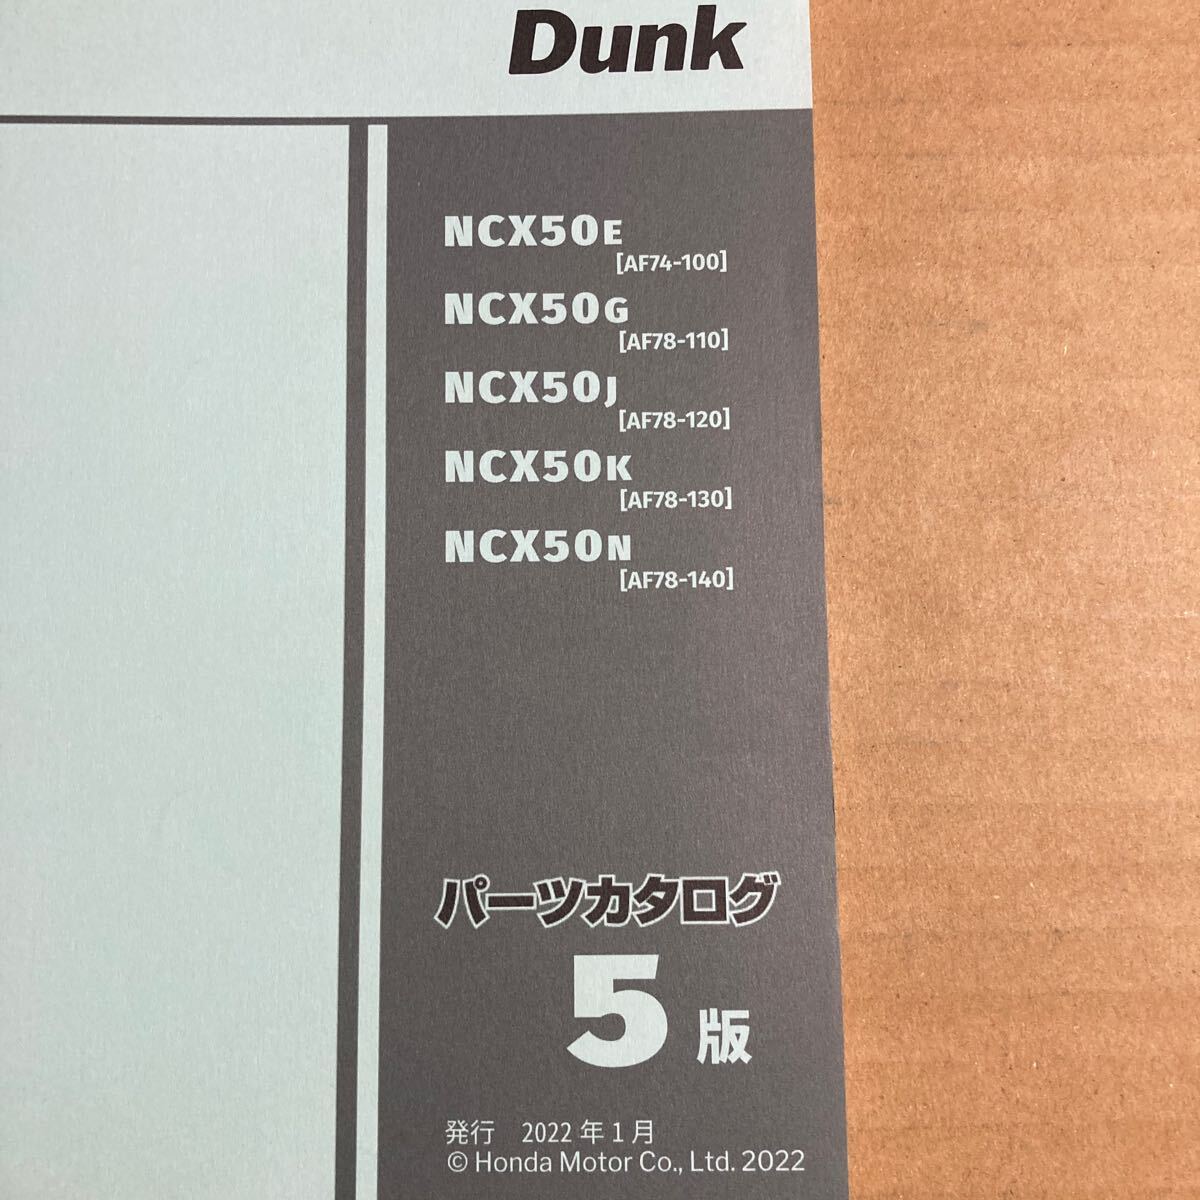 Dunk
NCX50E
[AF74-100]
NCX50G
[AF78-110]
NCX50J
[AF78-120]
NCX50K
[AF78-130]
NCX50N
[AF78-140]
パーツカタログ
5版
発行 2022年1月
© Honda Motor Co., Ltd. 2022